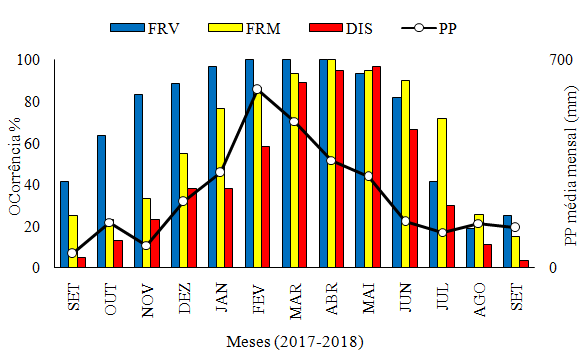 FRV FRM DIS PP
100 700
80
60
40
20
0 0
OCorrência %
PP média mensal (mm)
SET OUT NOV DEZ JAN FEV MAR ABR MAI JUN JUL AGO SET
Meses (2017-2018)